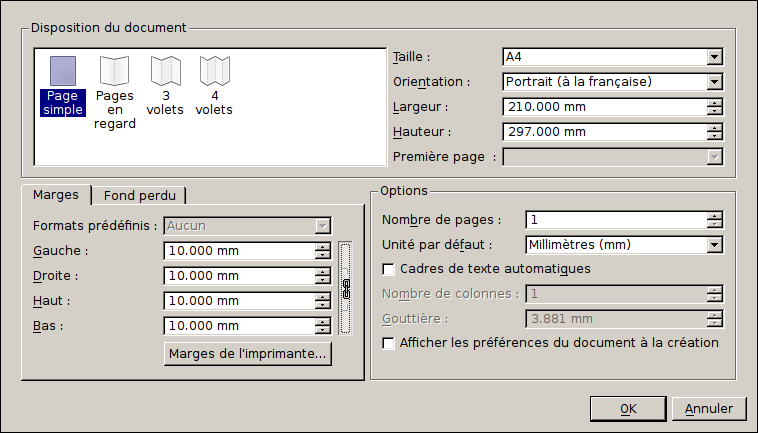 Disposition du document
Page simple
Pages en regard
3 volets
4 volets
Taille : A4
Orientation : Portrait (à la française)
Largeur : 210.000 mm
Hauteur : 297.000 mm
Première page :
Marges Fond perdu
Formats prédéfinis : Aucun
Gauche : 10.000 mm
Droite : 10.000 mm
Haut : 10.000 mm
Bas : 10.000 mm
Marges de l'imprimante...
Options
Nombre de pages : 1
Unité par défaut : Millimètres (mm)
Cadres de texte automatiques
Nombre de colonnes : 1
Gouttière : 3.881 mm
Afficher les préférences du document à la création
OK Annuler